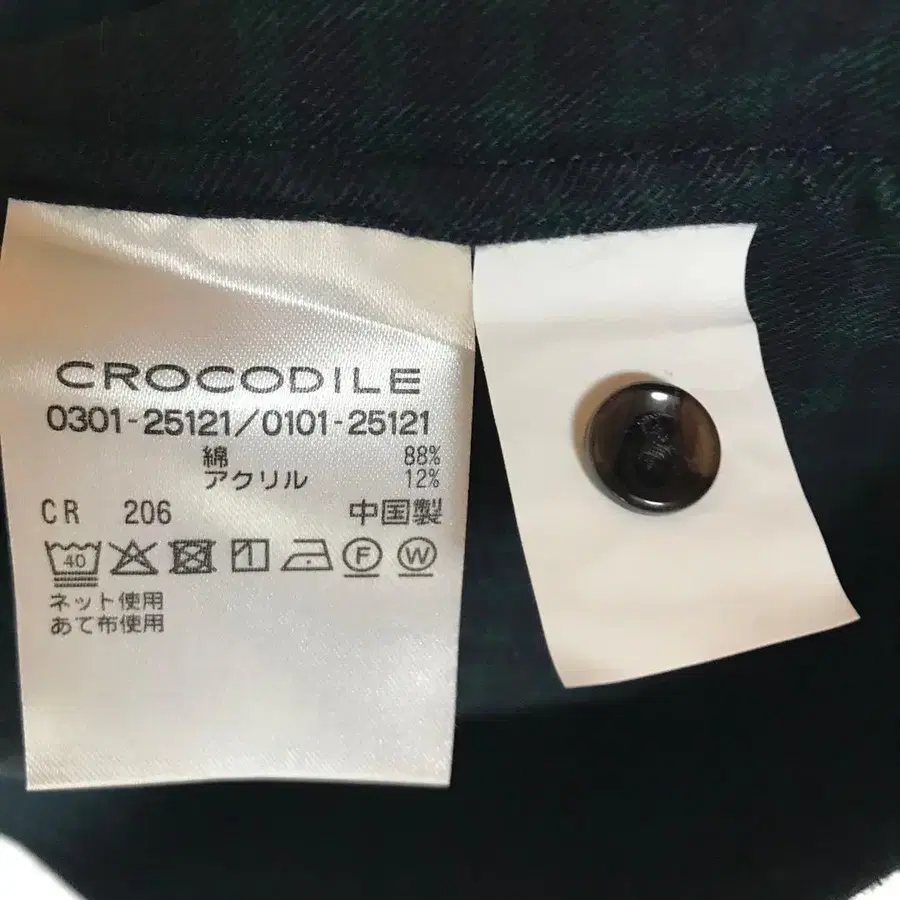 CROCODILE
0301-25121/0101-25121
綿 88%
アクリル 12%
CR 206 中国製
40 F W
ネット使用
あて布使用